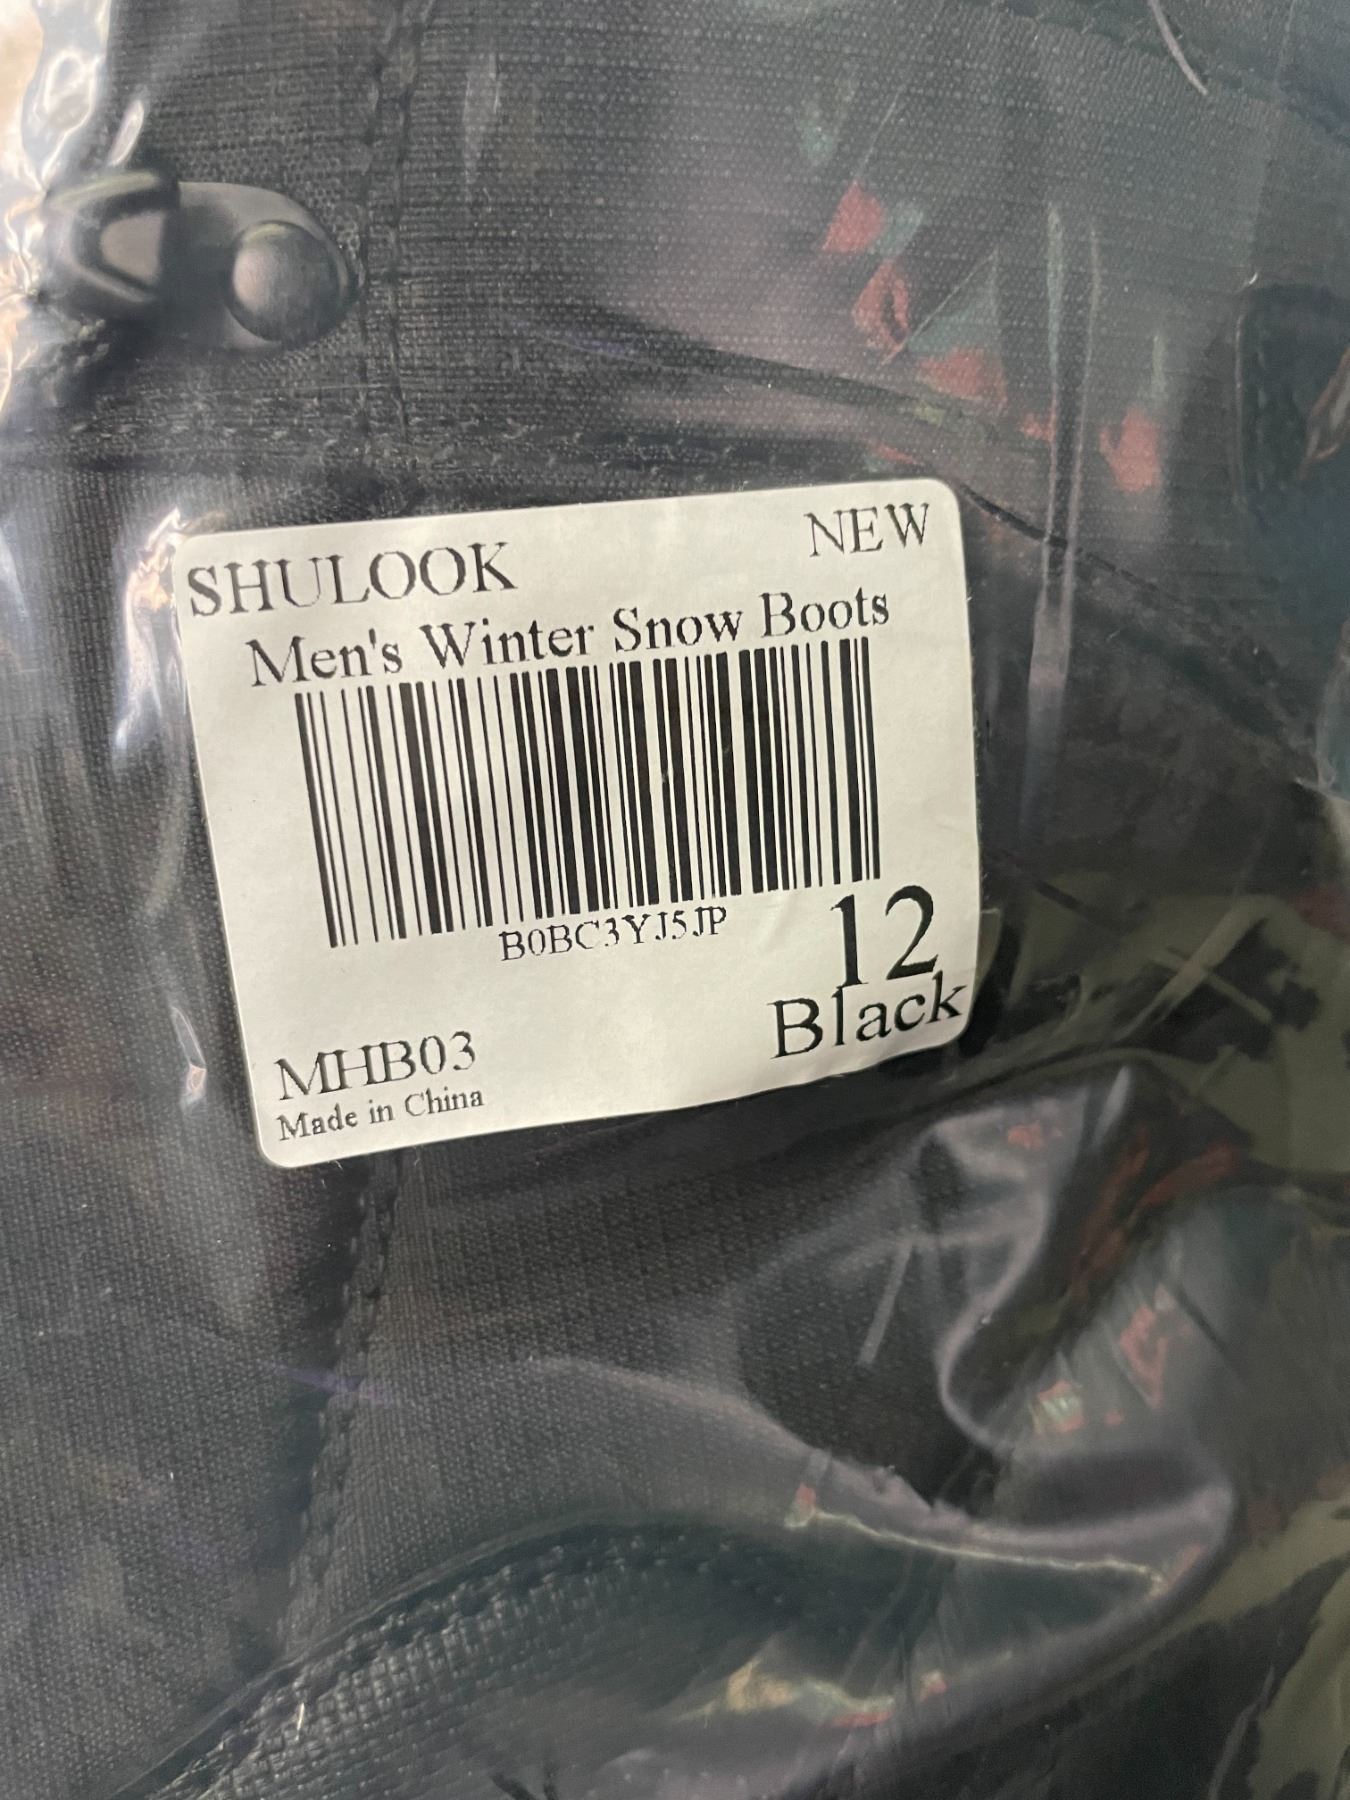 SHULOOK NEW
Men's Winter Snow Boots
B0BC3YJ5JP
12
Black
MHB03
Made in China